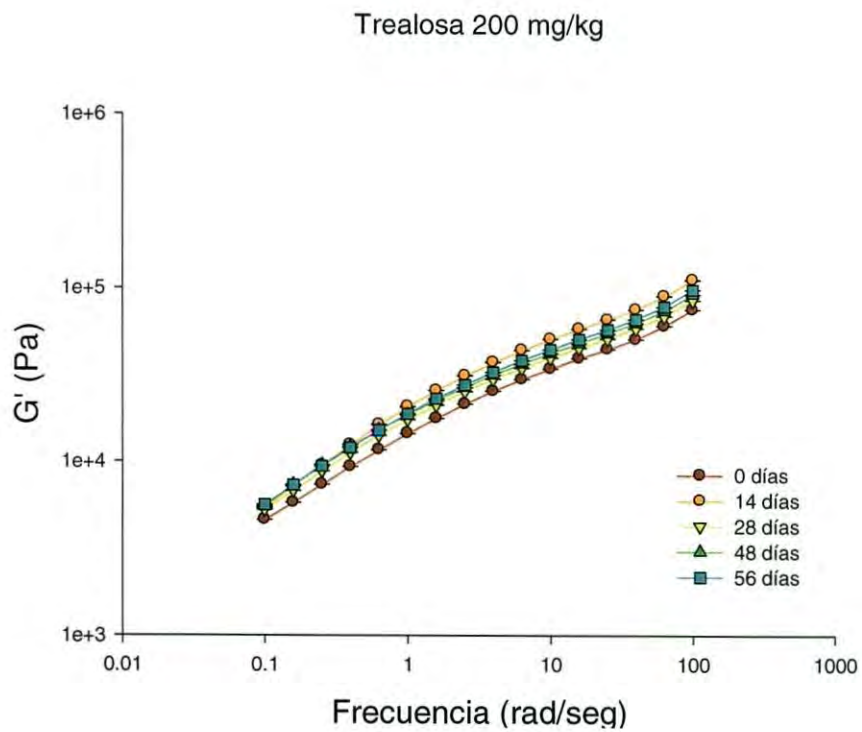 Trealosa 200 mg/kg
1e+6
1e+5
G' (Pa)
1e+4
1e+3
0 días
14 días
28 días
48 días
56 días
0.01 0.1 1 10 100 1000
Frecuencia (rad/seg)